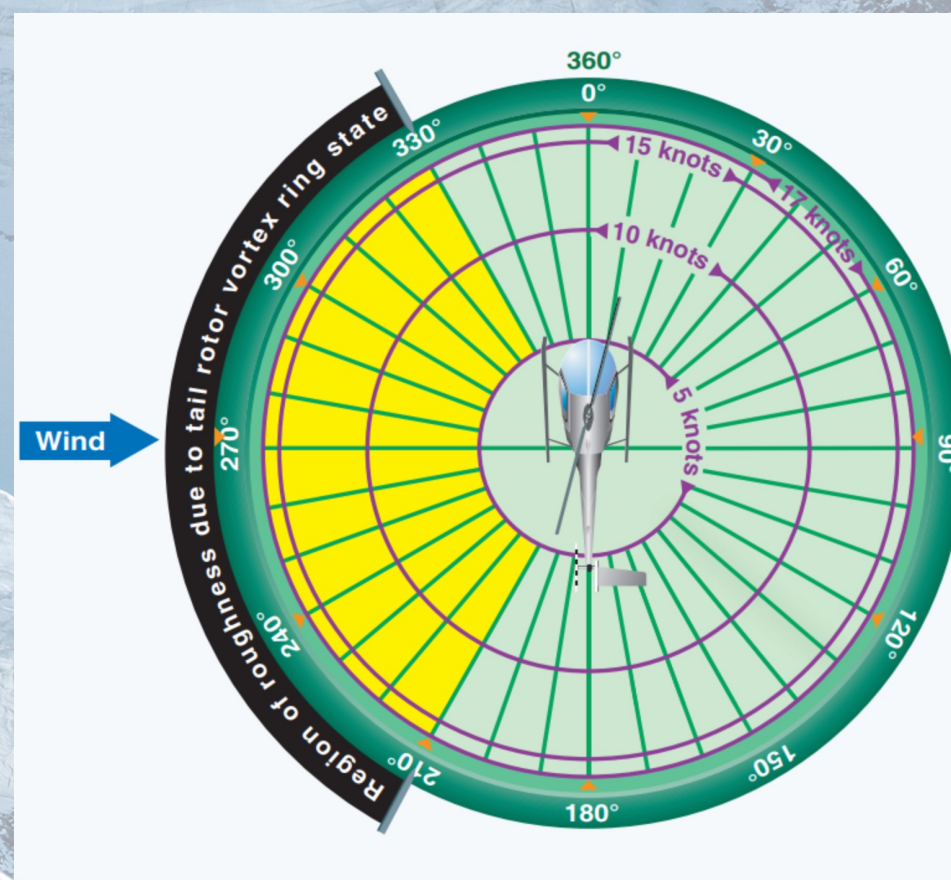 360°
0°
30°
60°
90°
120°
150°
180°
210°
240°
270°
300°
330°
15 knots
17 knots
10 knots
5 knots
Wind
Region of roughness due to tail rotor vortex ring state